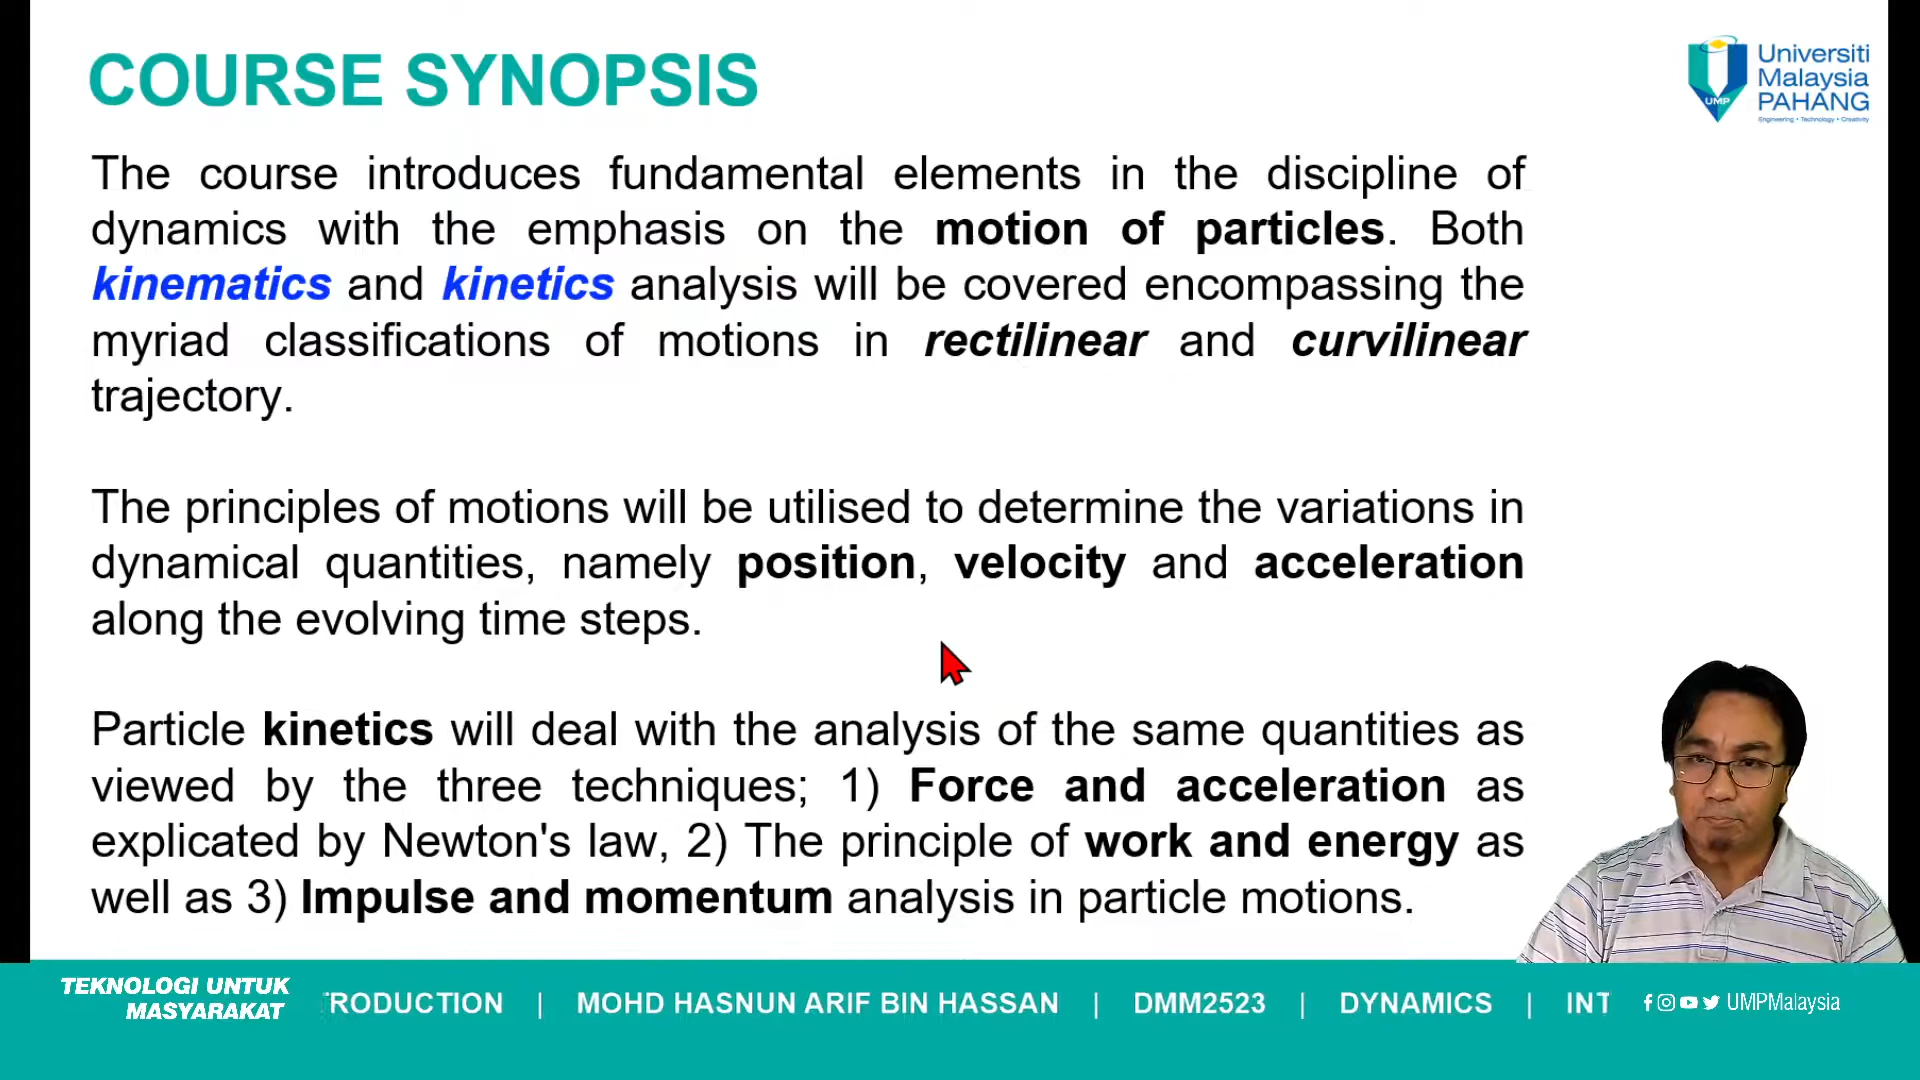 COURSE SYNOPSIS
Universiti
Malaysia
PAHANG
Engineering • Technology • Creativity
UMP
The course introduces fundamental elements in the discipline of
dynamics with the emphasis on the motion of particles. Both
kinematics and kinetics analysis will be covered encompassing the
myriad classifications of motions in rectilinear and curvilinear
trajectory.
The principles of motions will be utilised to determine the variations in
dynamical quantities, namely position, velocity and acceleration
along the evolving time steps.
Particle kinetics will deal with the analysis of the same quantities as
viewed by the three techniques; 1) Force and acceleration as
explicated by Newton's law, 2) The principle of work and energy as
well as 3) Impulse and momentum analysis in particle motions.
TEKNOLOGI UNTUK
MASYARAKAT
RODUCTION | MOHD HASNUN ARIF BIN HASSAN | DMM2523 | DYNAMICS | INT
UMPMalaysia